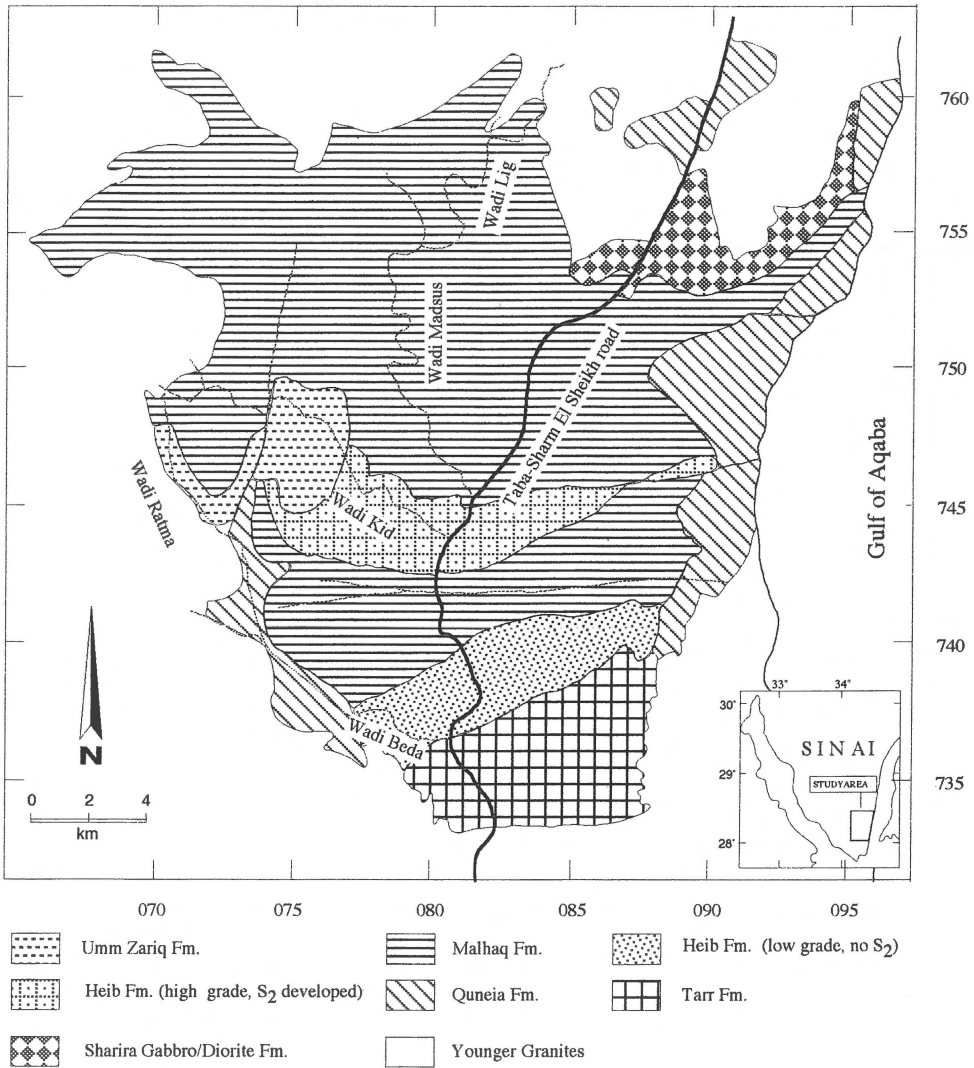 760
755
750
745
740
735
Wadi Lig
Wadi Madsus
Taba-Sharm El Sheikh road
Wadi Ratma
Wadi Kid
Wadi Beda
Gulf of Aqaba
N
0 2 4
km
33° 34°
30°
29°
28°
SINAI
STUDY AREA
070 075 081 085 090 095
Umm Zariq Fm.
Malhaq Fm.
Heib Fm. (low grade, no S2)
Heib Fm. (high grade, S2 developed)
Quneia Fm.
Tarr Fm.
Sharira Gabbro/Diorite Fm.
Younger Granites